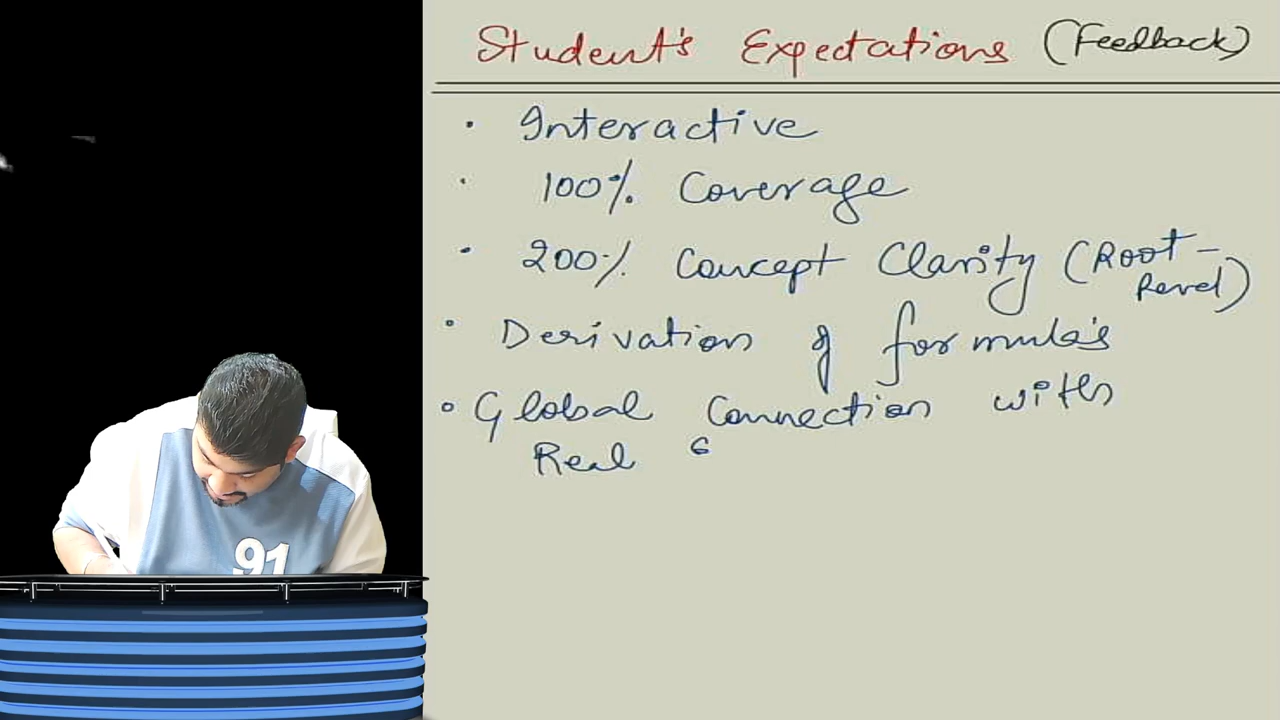 Student's Expectations (Feedback)
• Interactive
• 100% Coverage
• 200% Concept Clarity (Root-
Level)
• Derivation of formula's
• Global Connection with
Real
91